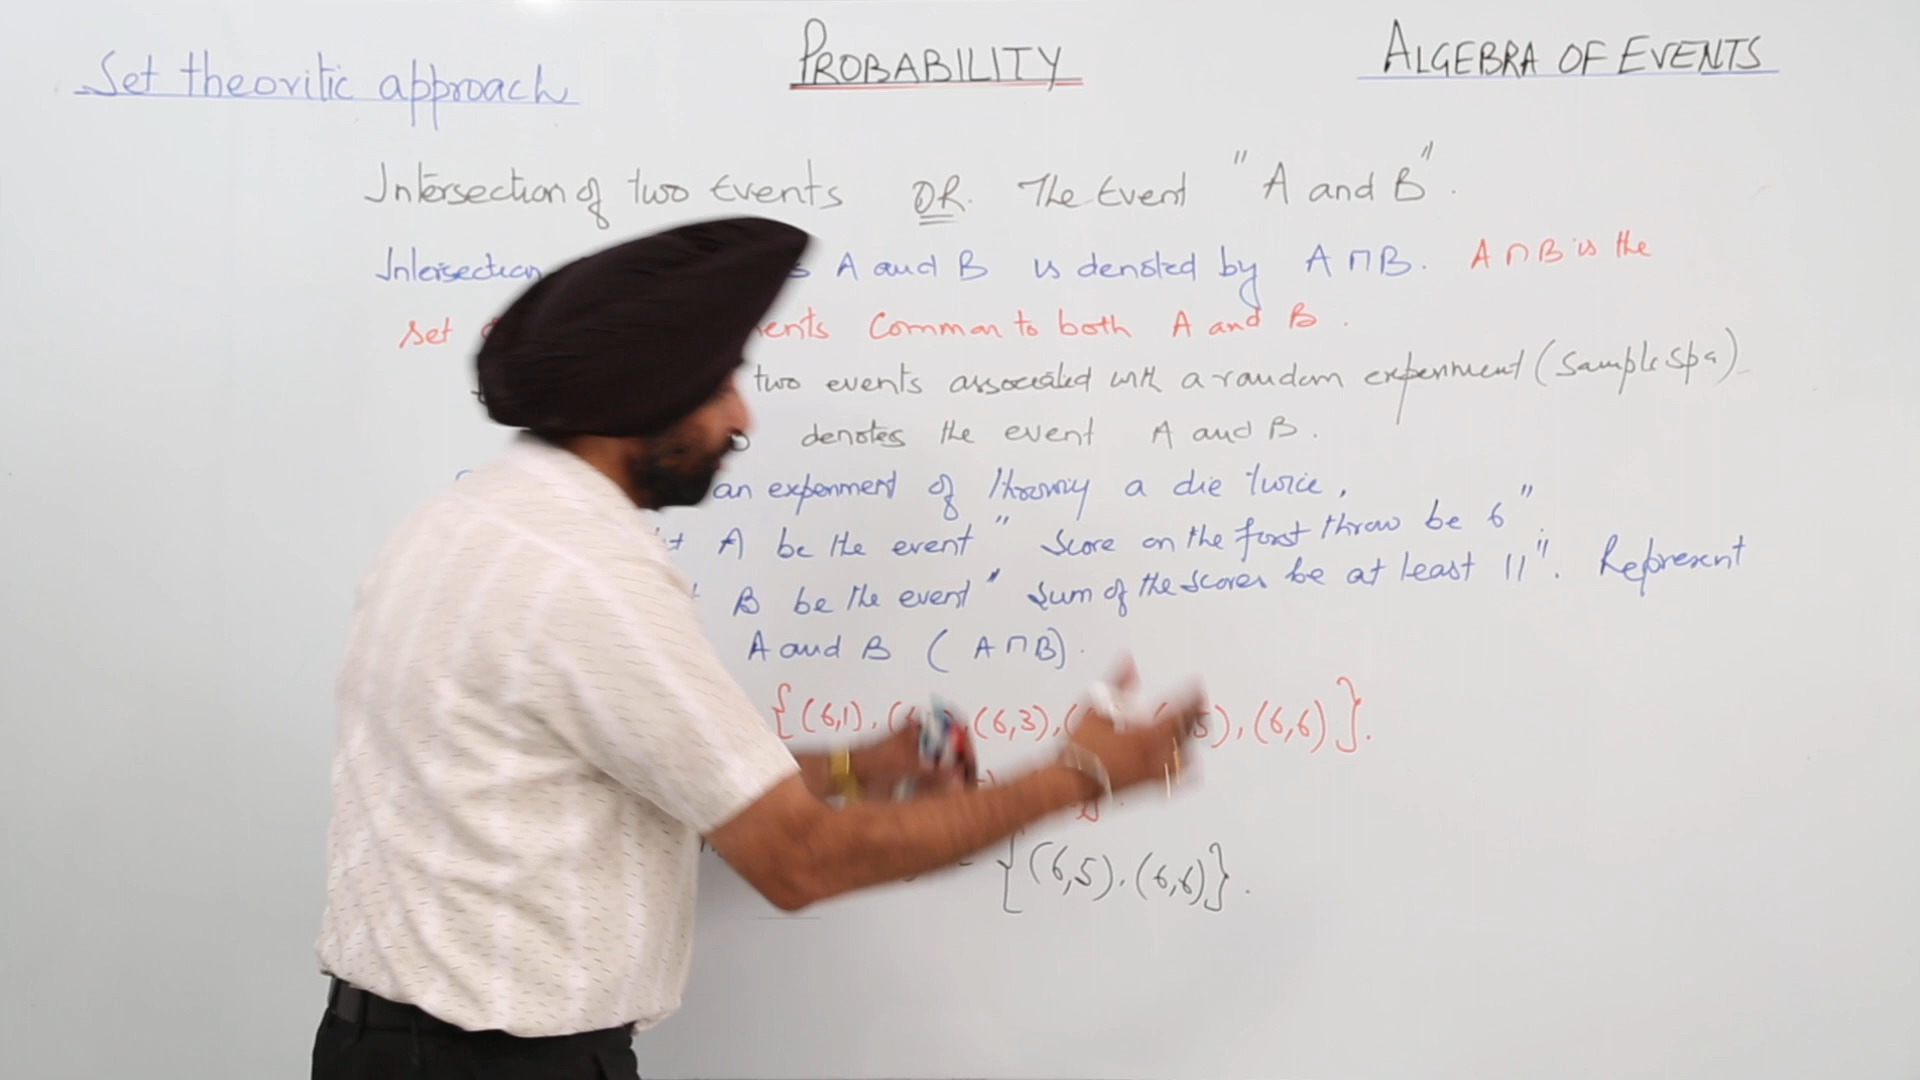 Set theoritic approach
PROBABILITY
ALGEBRA OF EVENTS
Intersection of two Events OR The Event "A and B".
Intersection A and B is denoted by A∩B. A∩B is the
set Common to both A and B.
two events associated with a random experiment (Sample Spa)
denotes the event A and B.
an experiment of throwing a die twice,
A be the event "Score on the first throw be 6".
B be the event "Sum of the scores be at least 11". Represent
A and B (A∩B).
{(6,1), (6,3), (6,6)}.
{(6,5), (6,6)}.